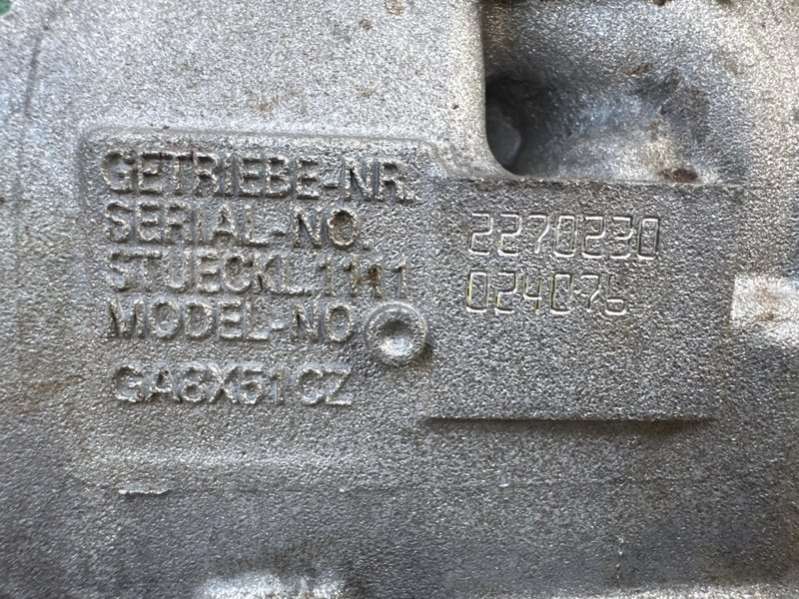 GETRIEBE-NR.
SERIAL-NO.
2270230
STUECKL.1111
024076
MODEL-NO
GA8X51CZ